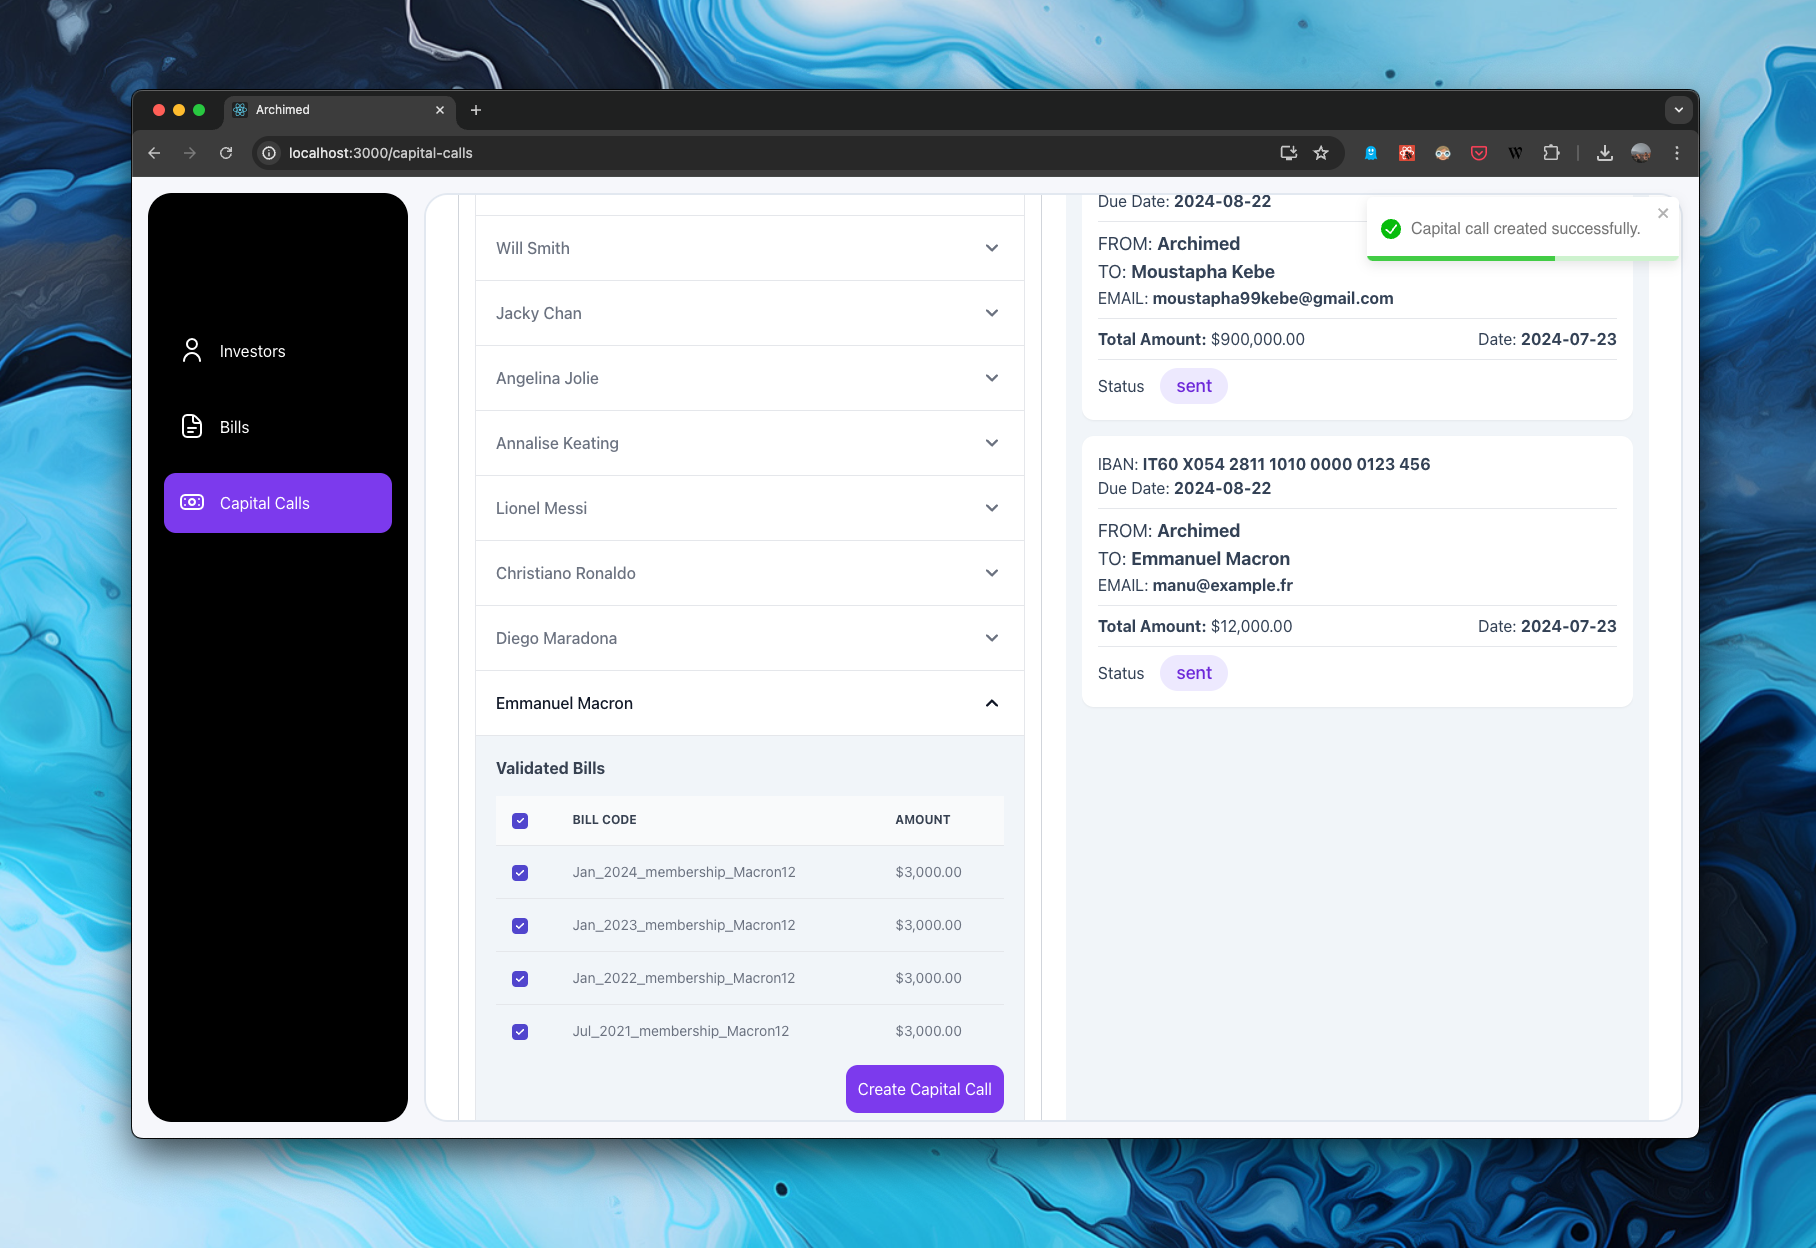 Archimed
localhost:3000/capital-calls
Investors
Bills
Capital Calls
Will Smith
Jacky Chan
Angelina Jolie
Annalise Keating
Lionel Messi
Christiano Ronaldo
Diego Maradona
Emmanuel Macron
Validated Bills
BILL CODE AMOUNT
Jan_2024_membership_Macron12 $3,000.00
Jan_2023_membership_Macron12 $3,000.00
Jan_2022_membership_Macron12 $3,000.00
Jul_2021_membership_Macron12 $3,000.00
Create Capital Call
Due Date: 2024-08-22
FROM: Archimed
TO: Moustapha Kebe
EMAIL: moustapha99kebe@gmail.com
Total Amount: $900,000.00 Date: 2024-07-23
Status sent
IBAN: IT60 X054 2811 1010 0000 0123 456
Due Date: 2024-08-22
FROM: Archimed
TO: Emmanuel Macron
EMAIL: manu@example.fr
Total Amount: $12,000.00 Date: 2024-07-23
Status sent
Capital call created successfully.